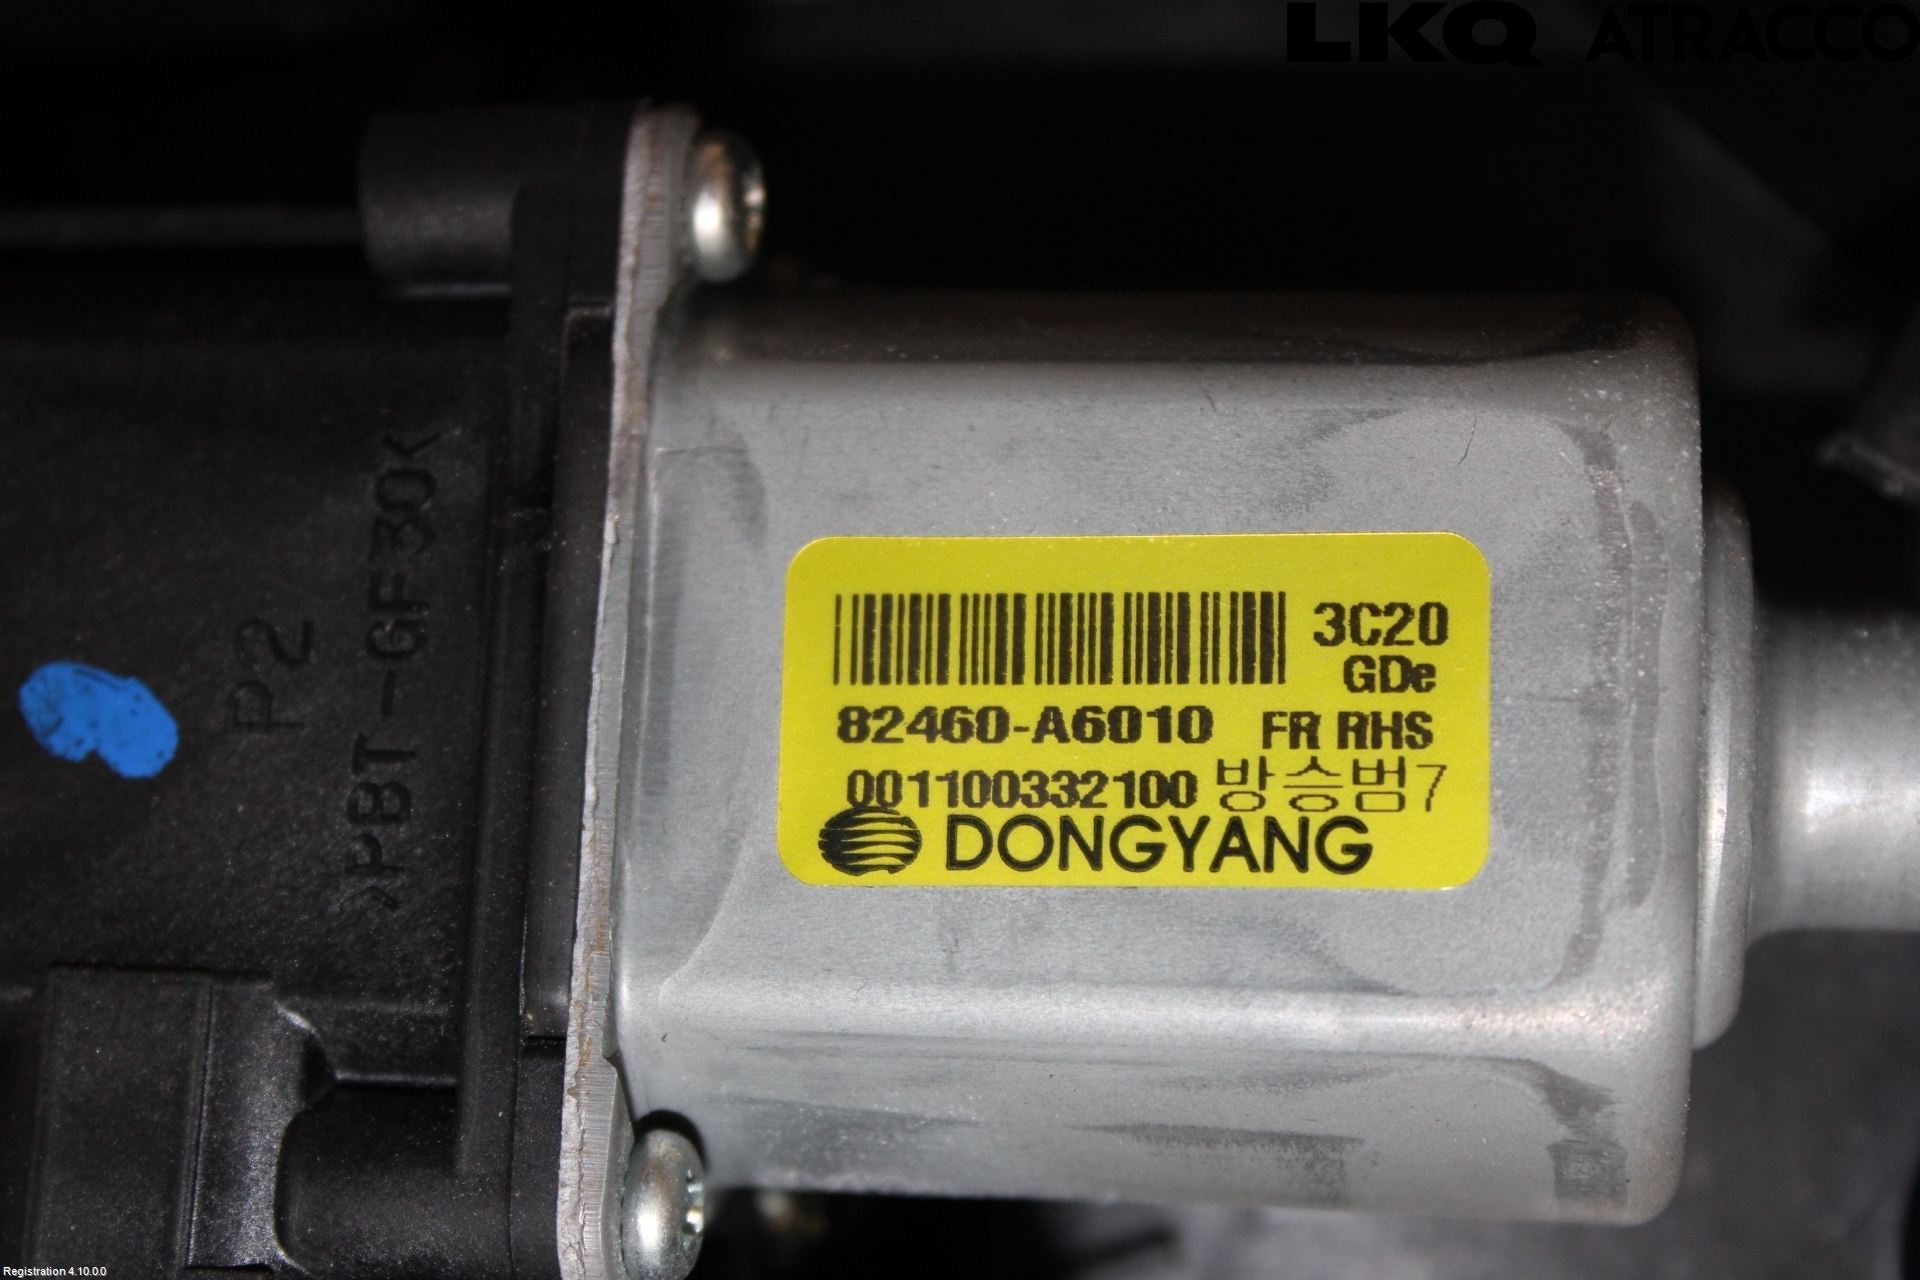 LKQ ATRACCO
3C20
GDe
82460-A6010 FR RHS
001100332100 방승범7
DONGYANG
P2
>PBT-GF30<
Registration 4.10.0.0